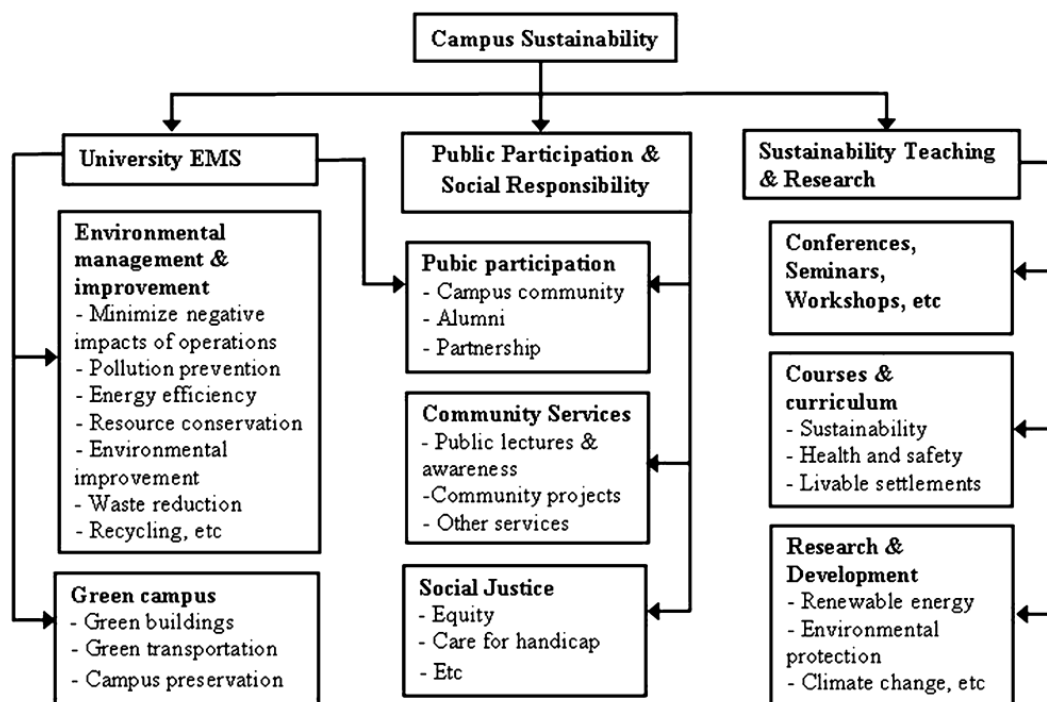 Campus Sustainability
University EMS
Public Participation &
Social Responsibility
Sustainability Teaching
& Research
Environmental
management &
improvement
- Minimize negative
impacts of operations
- Pollution prevention
- Energy efficiency
- Resource conservation
- Environmental
improvement
- Waste reduction
- Recycling, etc
Green campus
- Green buildings
- Green transportation
- Campus preservation
Pubic participation
- Campus community
- Alumni
- Partnership
Community Services
- Public lectures &
awareness
-Community projects
- Other services
Social Justice
- Equity
- Care for handicap
- Etc
Conferences,
Seminars,
Workshops, etc
Courses &
curriculum
- Sustainability
- Health and safety
- Livable settlements
Research &
Development
- Renewable energy
- Environmental
protection
- Climate change, etc